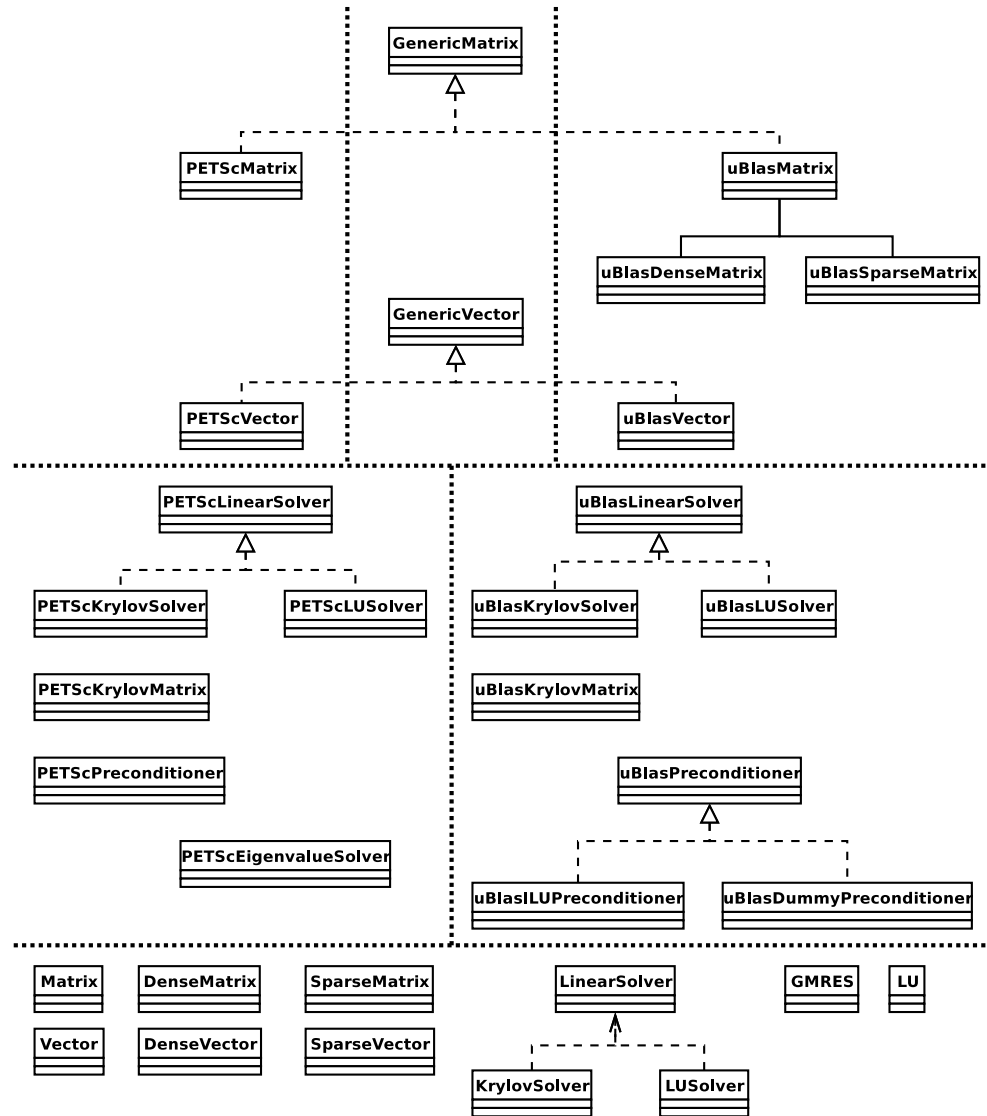 GenericMatrix
PETScMatrix
uBlasMatrix
uBlasDenseMatrix
uBlasSparseMatrix
GenericVector
PETScVector
uBlasVector
PETScLinearSolver
uBlasLinearSolver
PETScKrylovSolver
PETScLUSolver
uBlasKrylovSolver
uBlasLUSolver
PETScKrylovMatrix
uBlasKrylovMatrix
PETScPreconditioner
uBlasPreconditioner
PETScEigenvalueSolver
uBlasILUPreconditioner
uBlasDummyPreconditioner
Matrix
DenseMatrix
SparseMatrix
LinearSolver
GMRES
LU
Vector
DenseVector
SparseVector
KrylovSolver
LUSolver